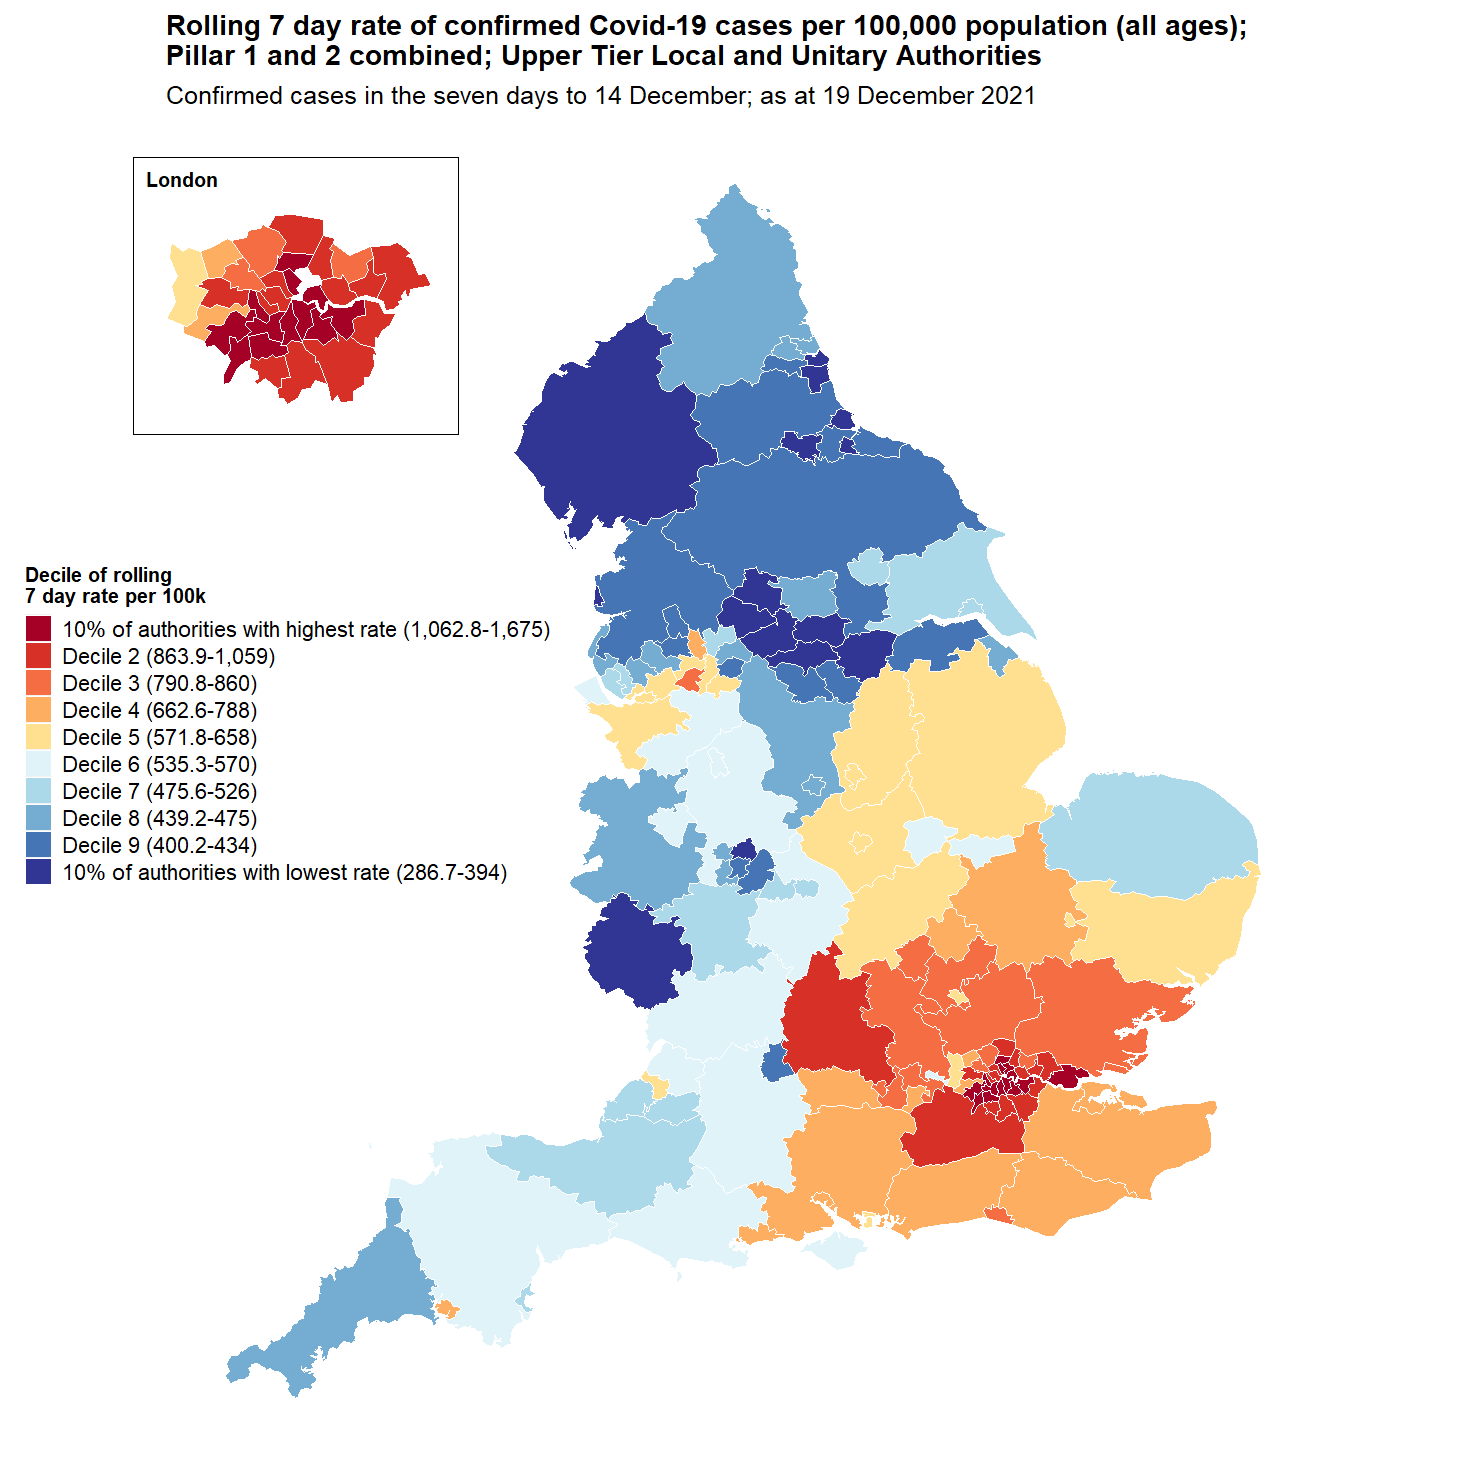 Rolling 7 day rate of confirmed Covid-19 cases per 100,000 population (all ages);
Pillar 1 and 2 combined; Upper Tier Local and Unitary Authorities
Confirmed cases in the seven days to 14 December; as at 19 December 2021
London
Decile of rolling
7 day rate per 100k
10% of authorities with highest rate (1,062.8-1,675)
Decile 2 (863.9-1,059)
Decile 3 (790.8-860)
Decile 4 (662.6-788)
Decile 5 (571.8-658)
Decile 6 (535.3-570)
Decile 7 (475.6-526)
Decile 8 (439.2-475)
Decile 9 (400.2-434)
10% of authorities with lowest rate (286.7-394)